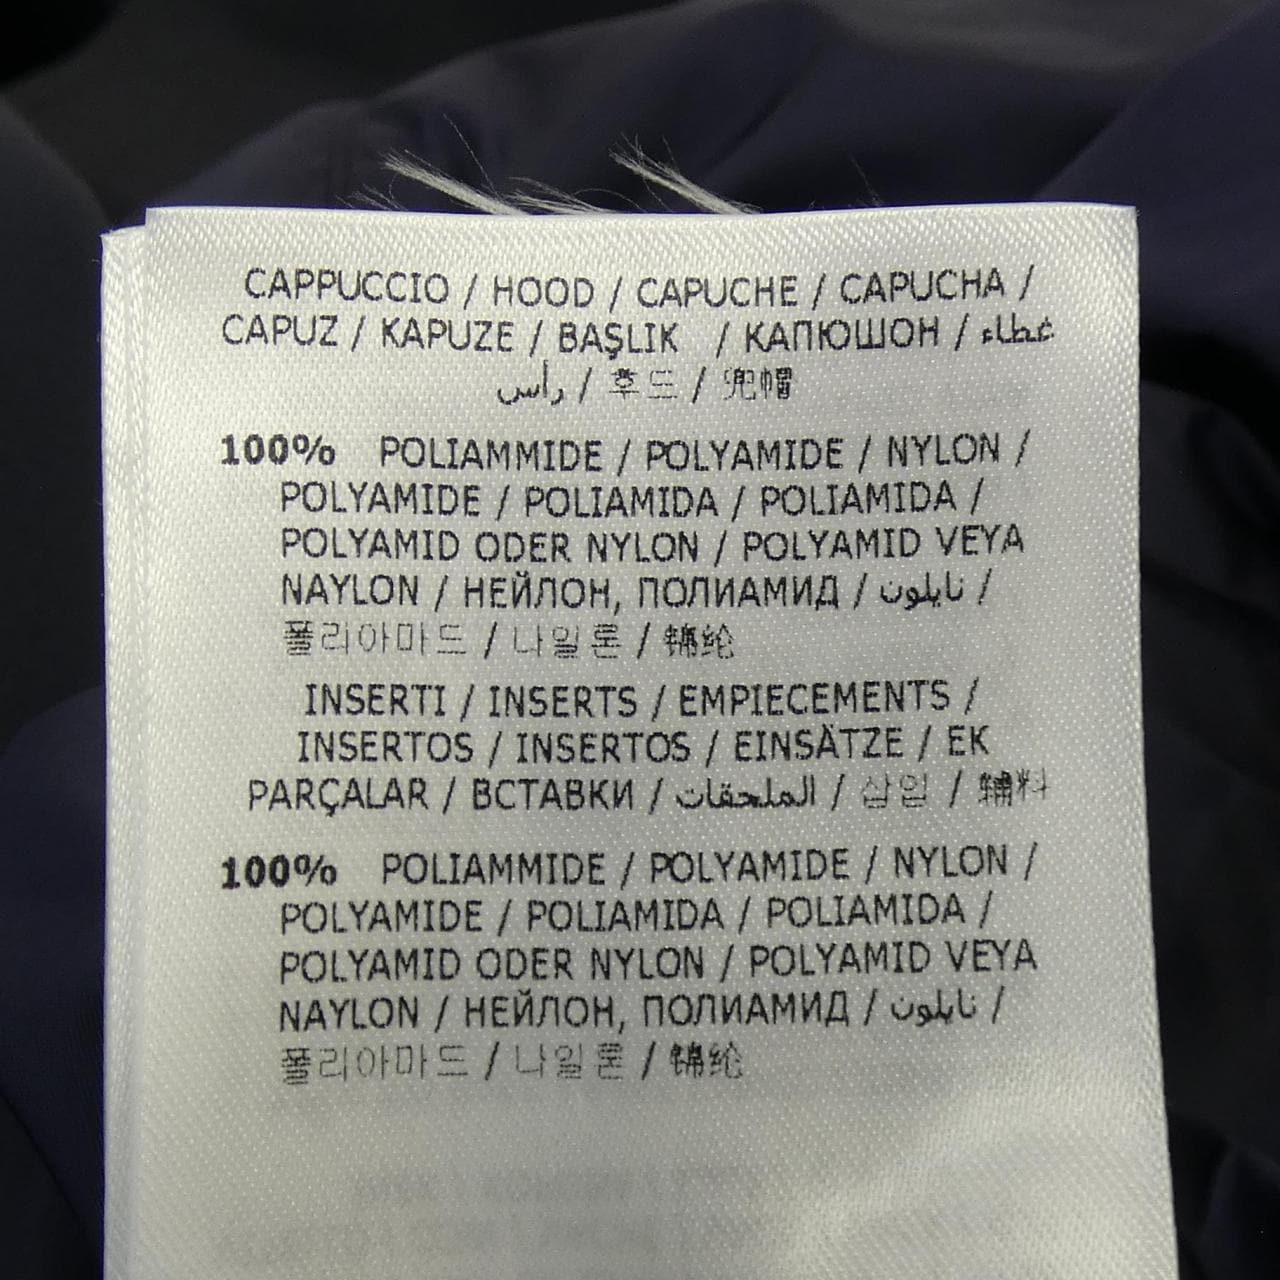 CAPPUCCIO / HOOD / CAPUCHE / CAPUCHA /
CAPUZ / KAPUZE / BAŞLIK / КАПЮШОН / غطاء
رأس / 후드 / 兜帽
100% POLIAMMIDE / POLYAMIDE / NYLON /
POLYAMIDE / POLIAMIDA / POLIAMIDA /
POLYAMID ODER NYLON / POLYAMID VEYA
NAYLON / НЕЙЛОН, ПОЛИАМИД / نايلون /
폴리아마드 / 나일론 / 锦纶
INSERTI / INSERTS / EMPIECEMENTS /
INSERTOS / INSERTOS / EINSÄTZE / EK
PARÇALAR / ВСТАВКИ / الملحقات / 삽입 / 辅料
100% POLIAMMIDE / POLYAMIDE / NYLON /
POLYAMIDE / POLIAMIDA / POLIAMIDA /
POLYAMID ODER NYLON / POLYAMID VEYA
NAYLON / НЕЙЛОН, ПОЛИАМИД / نايلون /
폴리아마드 / 나일론 / 锦纶